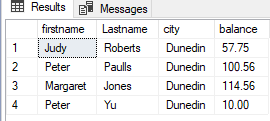 Results Messages
firstname Lastname city balance
1 Judy Roberts Dunedin 57.75
2 Peter Paulls Dunedin 100.56
3 Margaret Jones Dunedin 114.56
4 Peter Yu Dunedin 10.00